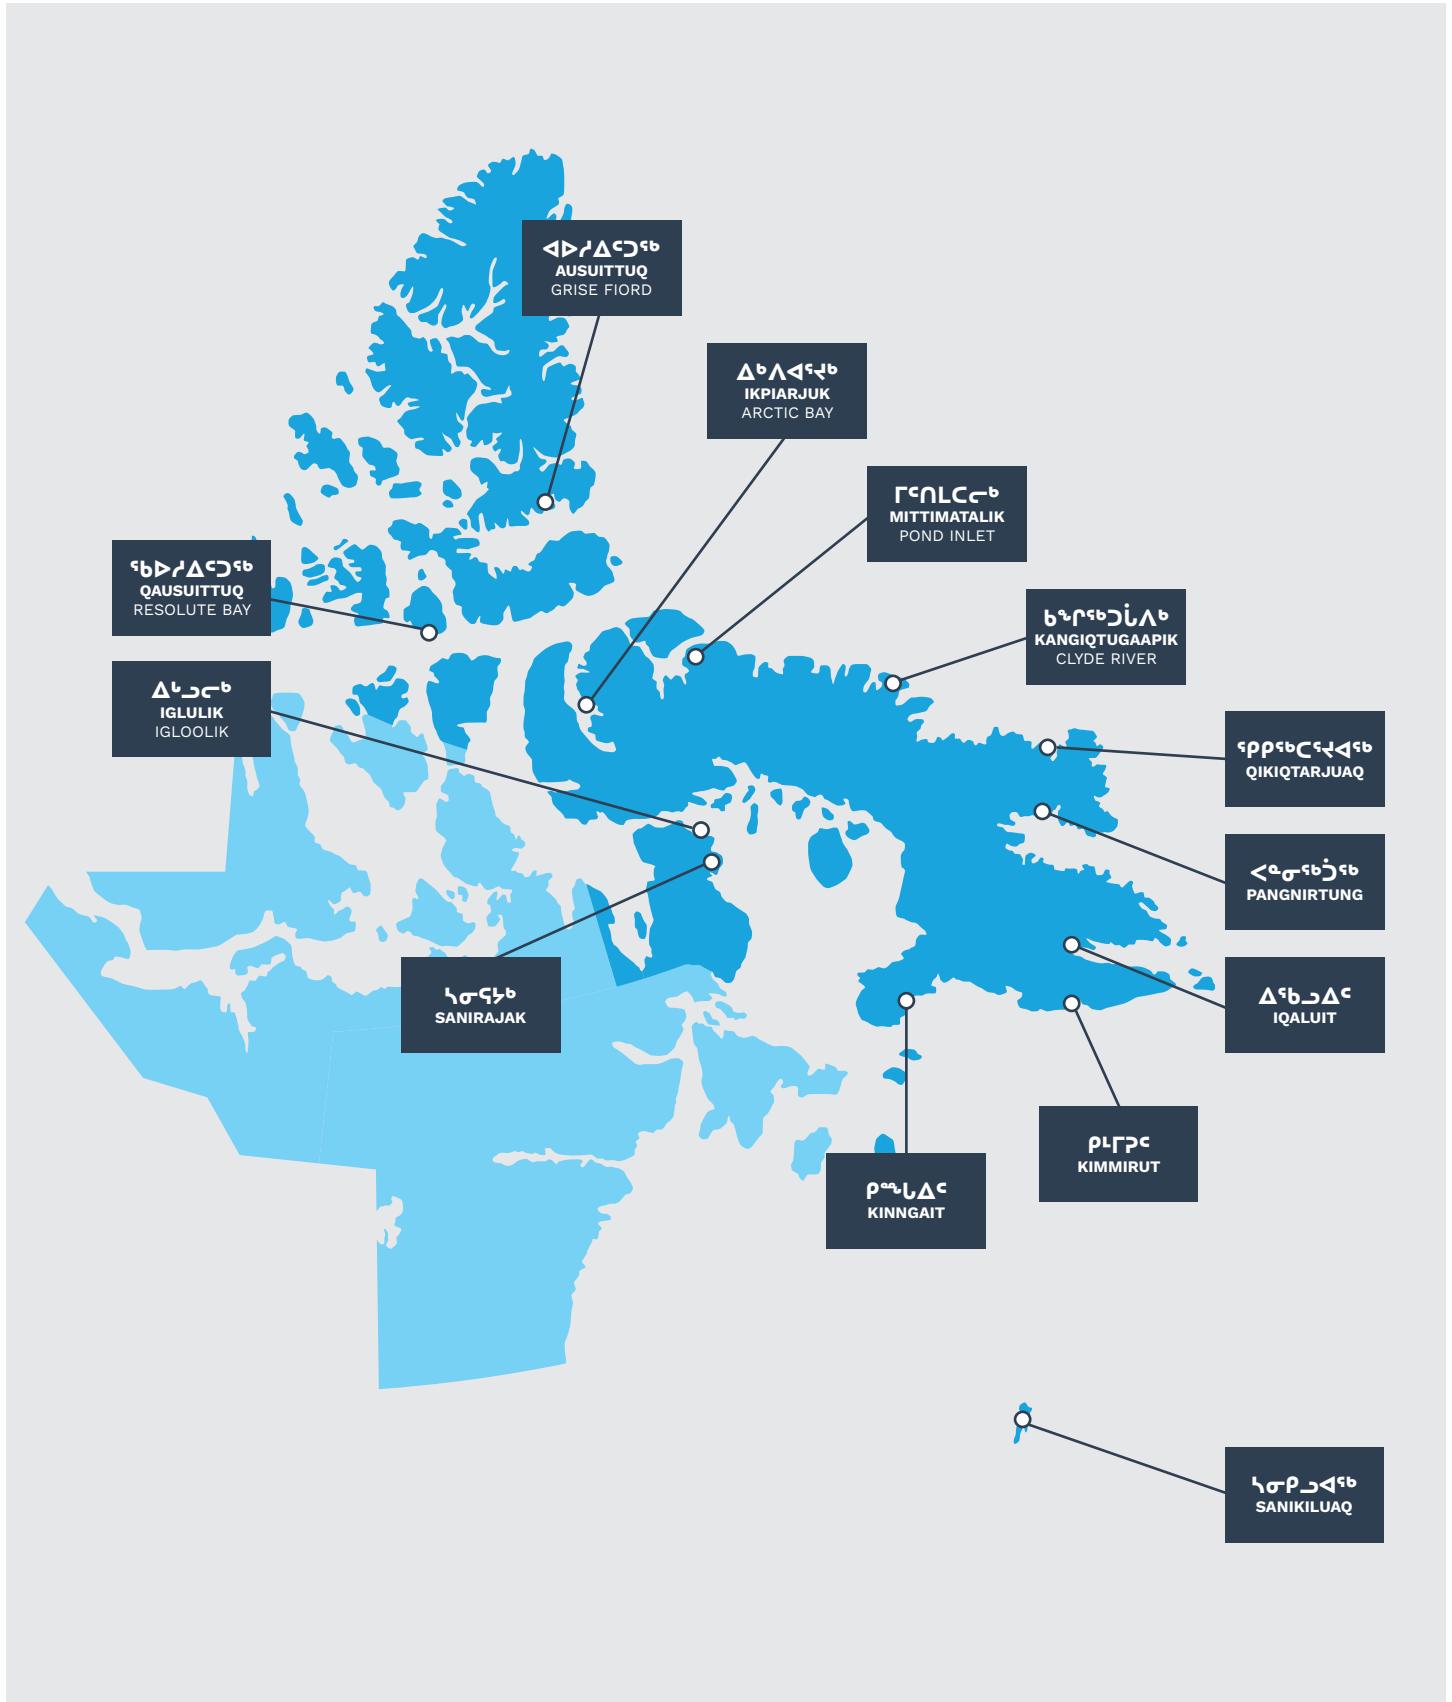 ᐊᐅᓱᐃᑦᑐᖅ
AUSUITTUQ
GRISE FIORD
ᐃᒃᐱᐊᕐᔪᒃ
IKPIARJUK
ARCTIC BAY
ᒥᑦᑎᒪᑕᓕᒃ
MITTIMATALIK
POND INLET
ᖃᐅᓱᐃᑦᑐᖅ
QAUSUITTUQ
RESOLUTE BAY
ᑲᖏᖅᑐᒑᐱᒃ
KANGIQTUGAAPIK
CLYDE RIVER
ᐃᒡᓗᓕᒃ
IGLULIK
IGLOOLIK
ᕿᑭᖅᑕᕐᔪᐊᖅ
QIKIQTARJUAQ
ᐸᓐᓂᖅᑑᖅ
PANGNIRTUNG
ᓴᓂᕋᔭᒃ
SANIRAJAK
ᐃᖃᓗᐃᑦ
IQALUIT
ᑭᒻᒥᕈᑦ
KIMMIRUT
ᑭᙵᐃᑦ
KINNGAIT
ᓴᓂᑭᓗᐊᖅ
SANIKILUAQ